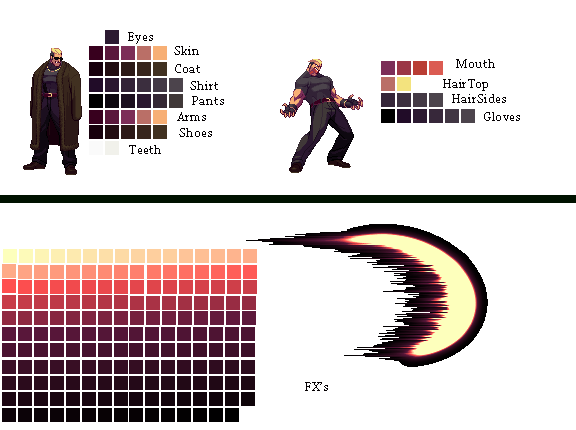 Eyes
Skin
Coat
Shirt
Pants
Arms
Shoes
Teeth
Mouth
HairTop
HairSides
Gloves
FX's